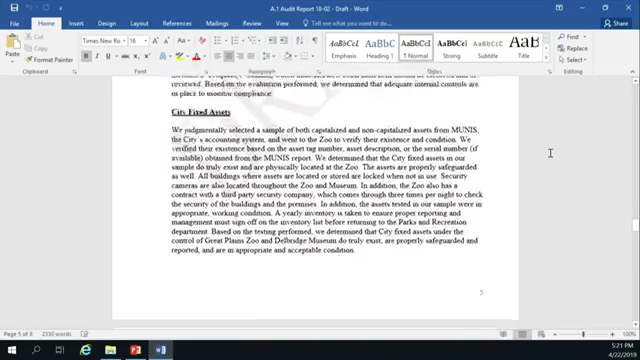 A.1 Audit Report 18-02 - Draft - Word
File Home Insert Design Layout References Mailings Review View Tell me what you want to do... Share
Cut
Copy
Paste
Format Painter
Clipboard
Times New Ro 16
Font
Paragraph
AaBbCcI AaBbC AaBbCcI AaBbCcI AaBbCcI AaBbCcI AaB
Emphasis Heading 1 ¶ Normal Strong Subtitle Title
Styles
Find
Replace
Select
Editing
reviewed. Based on the evaluation performed, we determined that adequate internal controls are
in place to monitor compliance.
City Fixed Assets
We judgmentally selected a sample of both capitalized and non-capitalized assets from MUNIS,
the City's accounting system, and went to the Zoo to verify their existence and condition. We
verified their existence based on the asset tag number, asset description, or the serial number (if
available) obtained from the MUNIS report. We determined that the City fixed assets in our
sample do truly exist and are physically located at the Zoo. The assets are properly safeguarded
as well. All buildings where assets are located or stored are locked when not in use. Security
cameras are also located throughout the Zoo and Museum. In addition, the Zoo also has a
contract with a third party security company, which comes through three times per night to check
the security of the buildings and the premises. In addition, the assets tested in our sample were in
appropriate, working condition. A yearly inventory is taken to ensure proper reporting and
management must sign off on the inventory list before returning to the Parks and Recreation
department. Based on the testing performed, we determined that City fixed assets under the
control of Great Plains Zoo and Delbridge Museum do truly exist, are properly safeguarded and
reported, and are in appropriate and acceptable condition.
5
Page 5 of 8 2330 words
100%
5:21 PM
4/22/2019